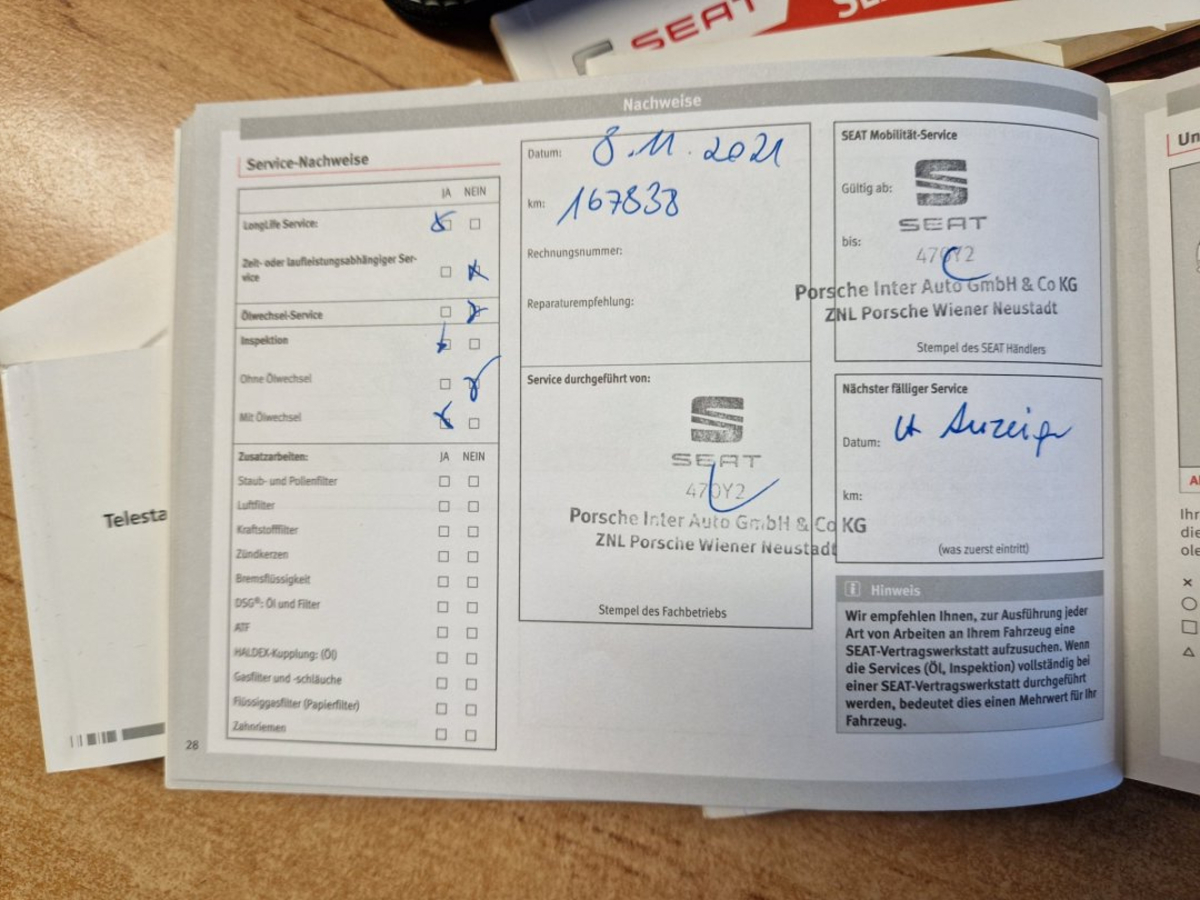 SEAT
SE
Nachweise
Service-Nachweise
JA NEIN
LongLife Service:
Zeit- oder laufleistungsabhängiger Ser-
vice
Ölwechsel-Service
Inspektion
Ohne Ölwechsel
Mit Ölwechsel
Zusatzarbeiten: JA NEIN
Staub- und Pollenfilter
Luftfilter
Kraftstofffilter
Zündkerzen
Bremsflüssigkeit
DSG®: Öl und Filter
ATF
HALDEX-Kupplung: (Öl)
Gasfilter und -schläuche
Flüssiggasfilter (Papierfilter)
Zahnriemen
28
Datum: 8.11.2021
km: 167838
Rechnungsnummer:
Reparaturempfehlung:
Service durchgeführt von:
SEAT
470Y2
Porsche Inter Auto GmbH & Co KG
ZNL Porsche Wiener Neustadt
Stempel des Fachbetriebs
SEAT Mobilität-Service
Gültig ab:
SEAT
bis:
470Y2
Porsche Inter Auto GmbH & Co KG
ZNL Porsche Wiener Neustadt
Stempel des SEAT Händlers
Nächster fälliger Service
Datum: Anzeige
km:
(was zuerst eintritt)
i Hinweis
Wir empfehlen Ihnen, zur Ausführung jeder
Art von Arbeiten an Ihrem Fahrzeug eine
SEAT-Vertragswerkstatt aufzusuchen. Wenn
die Services (Öl, Inspektion) vollständig bei
einer SEAT-Vertragswerkstatt durchgeführt
werden, bedeutet dies einen Mehrwert für Ihr
Fahrzeug.
Telesta
Un
Ihr
die
ole